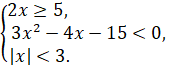 2x ≥ 5,
3x² − 4x − 15 < 0,
|x| < 3.